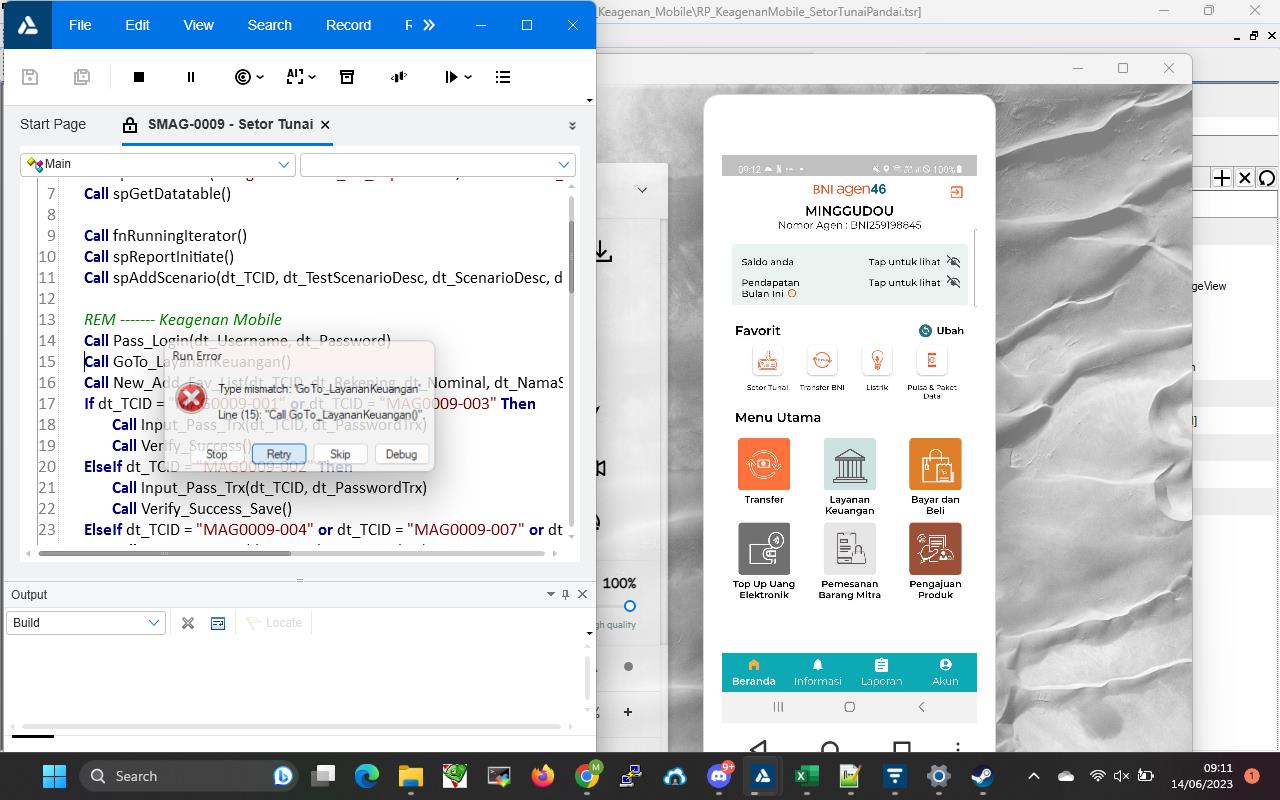 _Keagenan_Mobile\RP_KeagenanMobile_SetorTunaiPandai.tsr]
File Edit View Search Record
AI
Start Page
SMAG-0009 - Setor Tunai
Main
7 Call spGetDatatable()
8
9 Call fnRunningIterator()
10 Call spReportInitiate()
11 Call spAddScenario(dt_TCID, dt_TestScenarioDesc, dt_ScenarioDesc, d
12
13 REM ------- Keagenan Mobile
14 Call Pass_Login(dt_Username, dt_Password)
15 Call GoTo_LayananKeuangan()
16 Call New_Add_Fav_List(dt_TCID, dt_Rekening, dt_Nominal, dt_NamaS
17 If dt_TCID = "MAG0009-001" or dt_TCID = "MAG0009-003" Then
18 Call Input_Pass_Trx(dt_TCID, dt_PasswordTrx)
19 Call Verify_Success()
20 ElseIf dt_TCID = "MAG0009-002" Then
21 Call Input_Pass_Trx(dt_TCID, dt_PasswordTrx)
22 Call Verify_Success_Save()
23 ElseIf dt_TCID = "MAG0009-004" or dt_TCID = "MAG0009-007" or dt
Run Error
Type mismatch: 'GoTo_LayananKeuangan'
Line (15): "Call GoTo_LayananKeuangan()".
Stop Retry Skip Debug
Output
Build
Locate
100%
gh quality
%
geView
09:12
100%
BNI agen46
MINGGUDOU
Nomor Agen : BNI259198845
Saldo anda Tap untuk lihat
Pendapatan
Bulan Ini
Tap untuk lihat
Favorit Ubah
Setor Tunai Transfer BNI Listrik Pulsa & Paket
Data
Menu Utama
Transfer Layanan
Keuangan
Bayar dan
Beli
Top Up Uang
Elektronik
Pemesanan
Barang Mitra
Pengajuan
Produk
Beranda Informasi Laporan Akun
Search
M
9+
09:11
14/06/2023
1